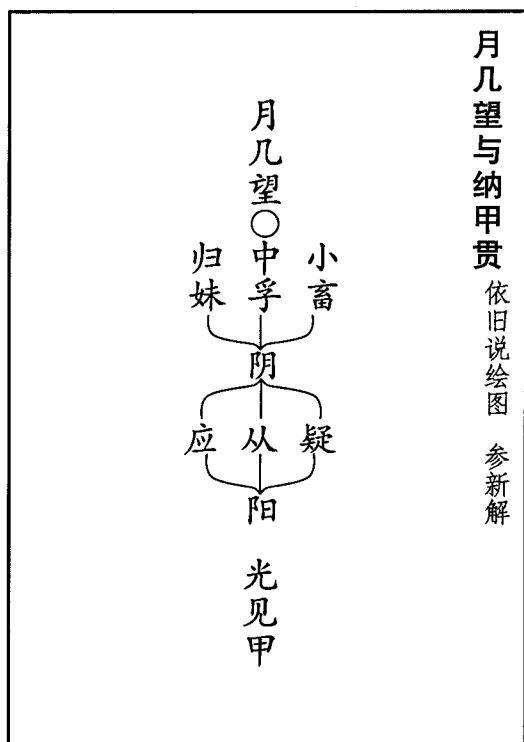 月几望与纳甲贯
依旧说绘图 参新解
月几望○
小畜 中孚 归妹
阴
疑 从 应
阳
光见甲